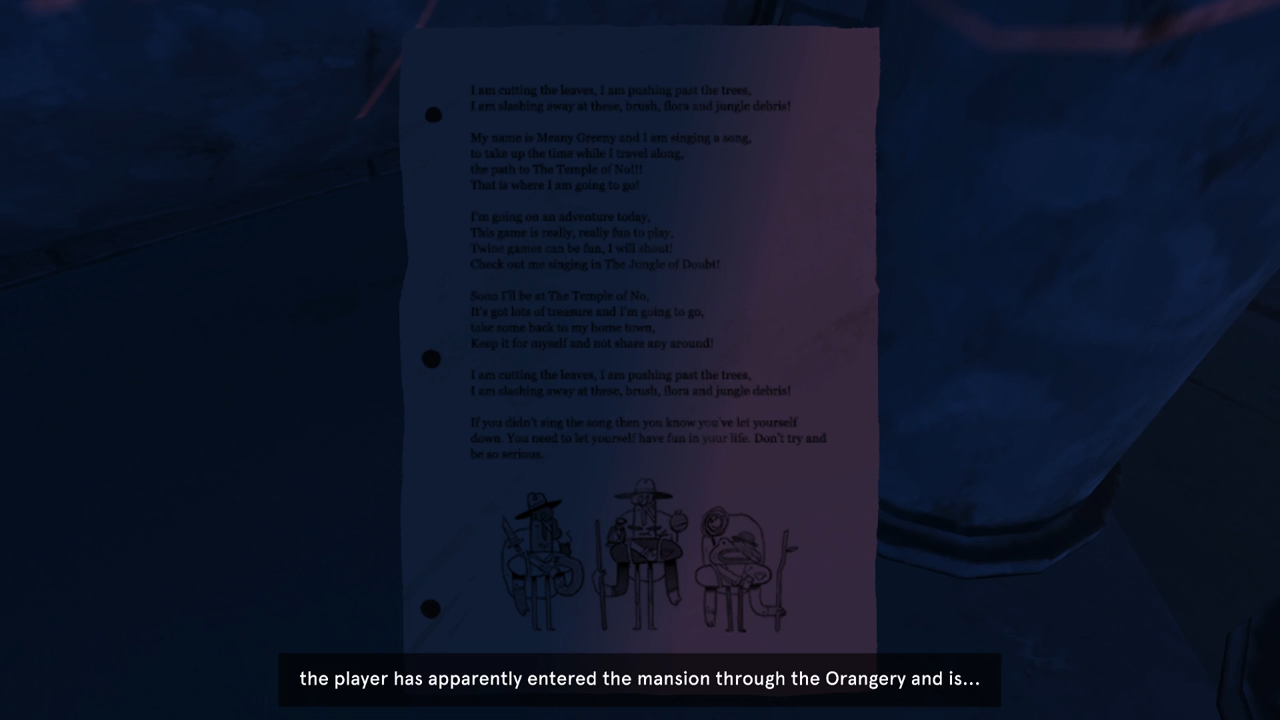 I am cutting the leaves, I am pushing past the trees,
I am slashing away at these, brush, flora and jungle debris!
My name is Meany Greeny and I am singing a song,
to take up the time while I travel along,
the path to The Temple of No!!!
That is where I am going to go!
I'm going on an adventure today,
This game is really, really fun to play,
Twine games can be fun, I will shout!
Check out me singing in The Jungle of Doubt!
Soon I'll be at The Temple of No,
It's got lots of treasure and I'm going to go,
take some back to my home town,
Keep it for myself and not share any around!
I am cutting the leaves, I am pushing past the trees,
I am slashing away at these, brush, flora and jungle debris!
If you didn't sing the song then you know you've let yourself
down. You need to let yourself have fun in your life. Don't try and
be so serious.
the player has apparently entered the mansion through the Orangery and is...